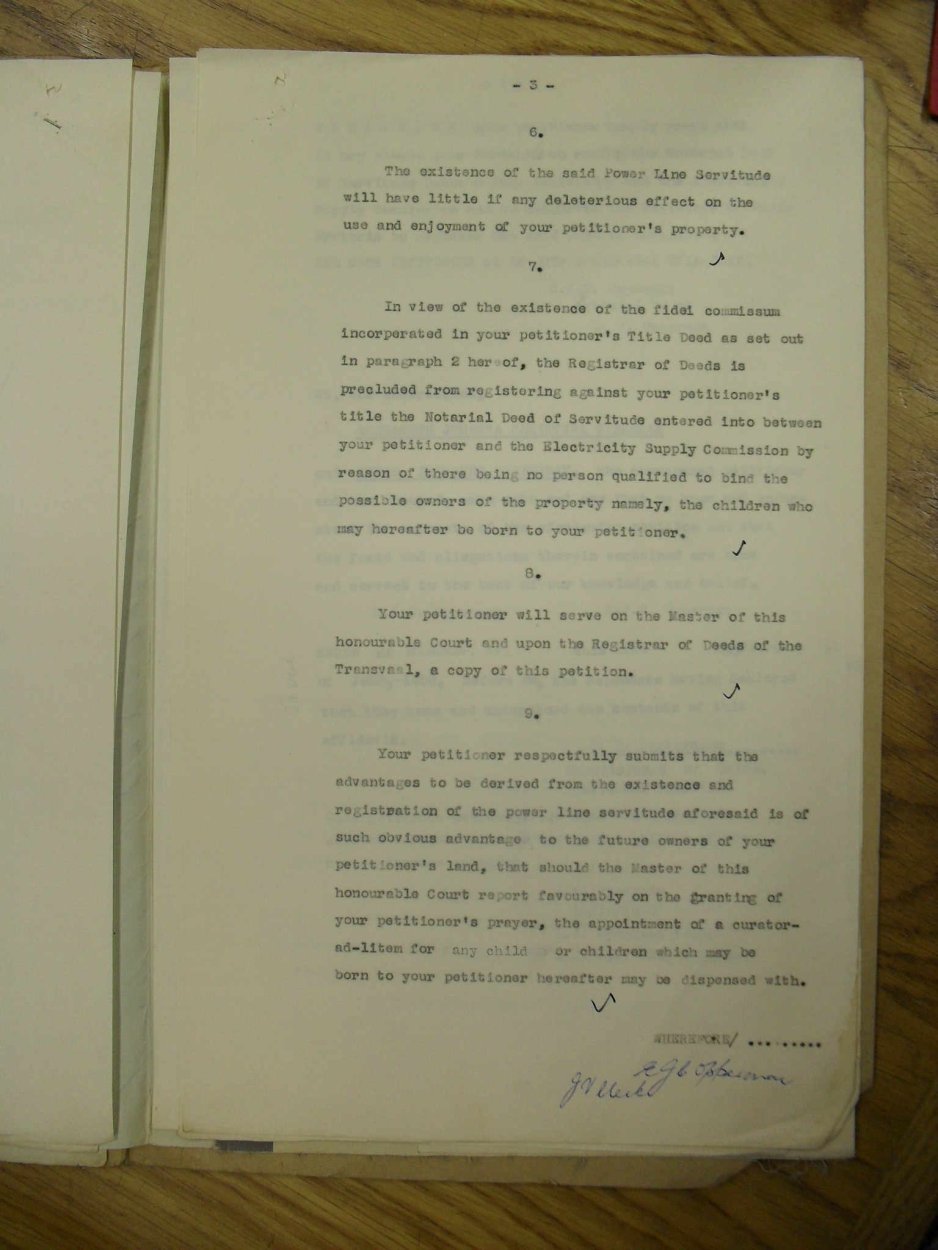 - 3 -
6.
The existence of the said Power Line Servitude
will have little if any deleterious effect on the
use and enjoyment of your petitioner's property.
7.
In view of the existence of the fidei commissum
incorporated in your petitioner's Title Deed as set out
in paragraph 2 hereof, the Registrar of Deeds is
precluded from registering against your petitioner's
title the Notarial Deed of Servitude entered into between
your petitioner and the Electricity Supply Commission by
reason of there being no person qualified to bind the
possible owners of the property namely, the children who
may hereafter be born to your petitioner.
8.
Your petitioner will serve on the Master of this
honourable Court and upon the Registrar of Deeds of the
Transvaal, a copy of this petition.
9.
Your petitioner respectfully submits that the
advantages to be derived from the existence and
registration of the power line servitude aforesaid is of
such obvious advantage to the future owners of your
petitioner's land, that should the Master of this
honourable Court report favourably on the granting of
your petitioner's prayer, the appointment of a curator-
ad-litem for any child or children which may be
born to your petitioner hereafter may be dispensed with.
WHEREFORE/ .........
Opperman